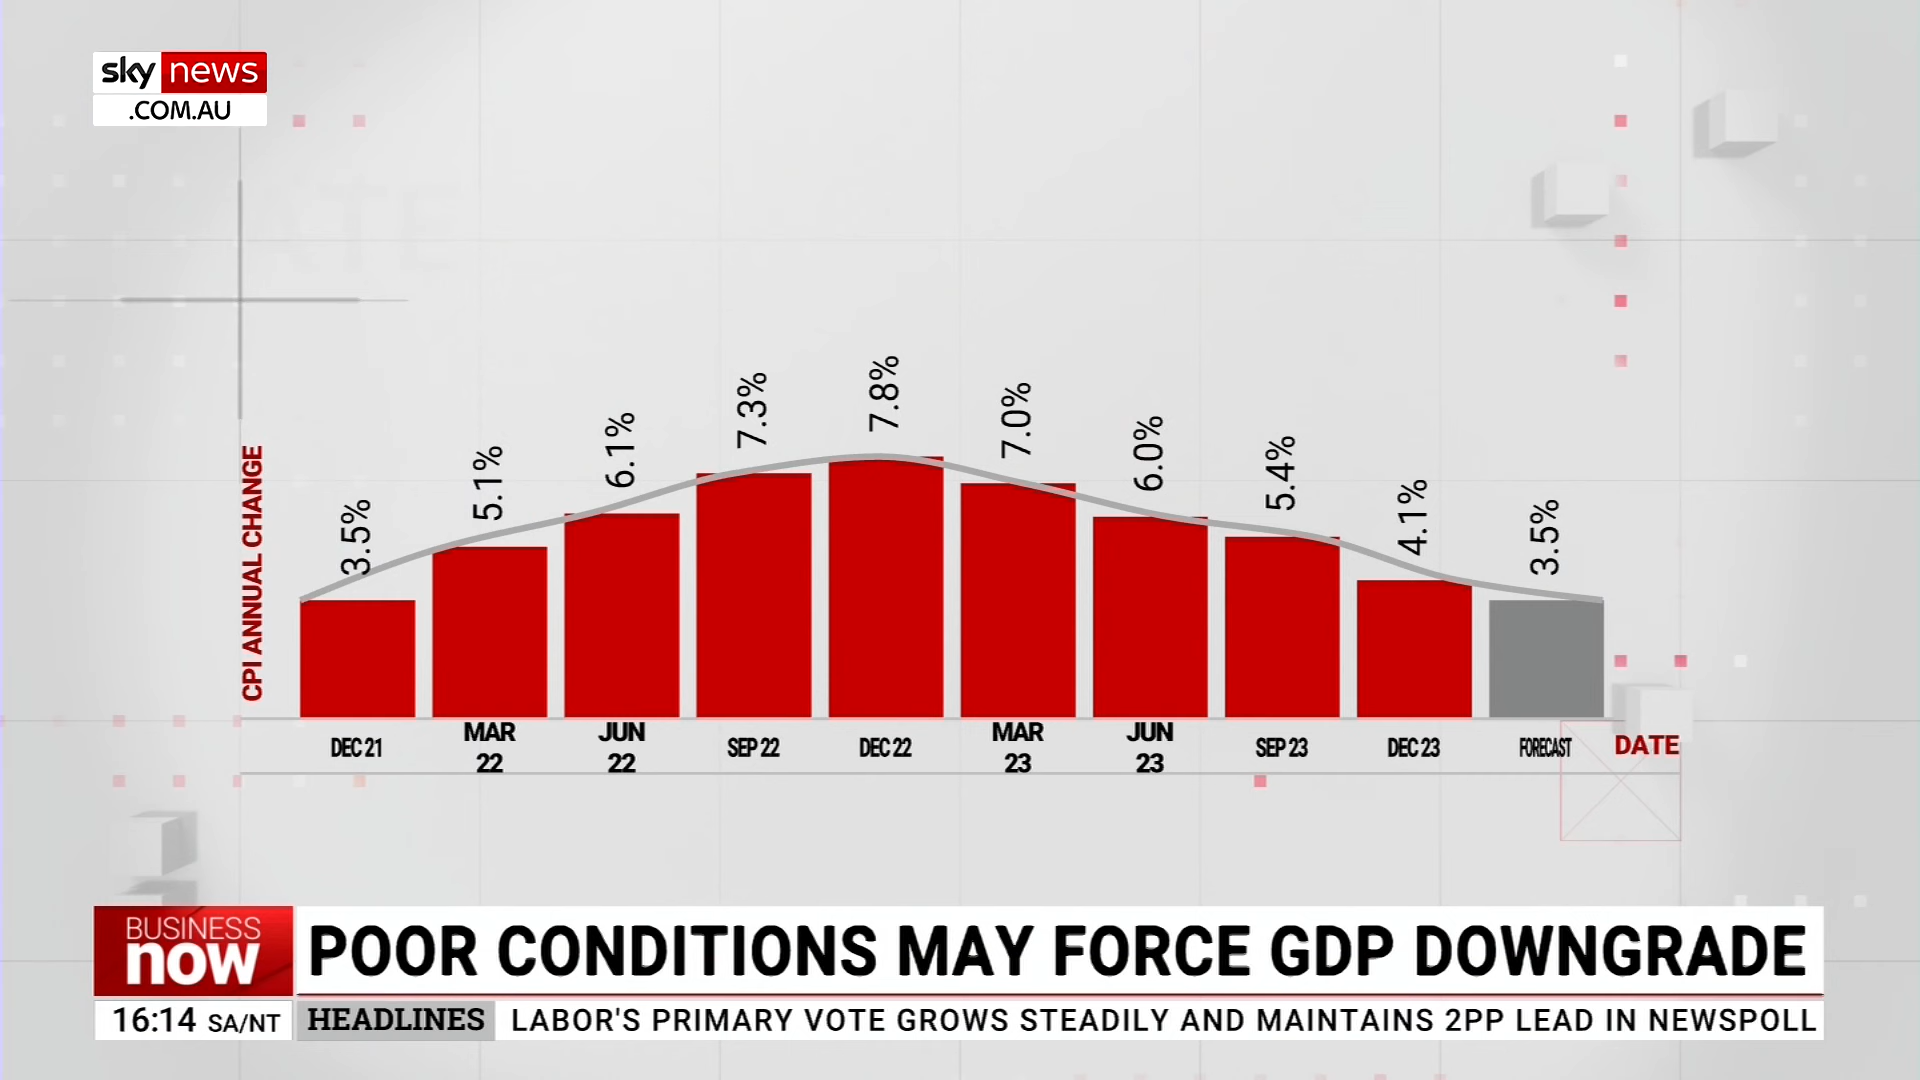 sky news
.COM.AU
CPI ANNUAL CHANGE
3.5%
5.1%
6.1%
7.3%
7.8%
7.0%
6.0%
5.4%
4.1%
3.5%
DEC 21
MAR
22
JUN
22
SEP 22
DEC 22
MAR
23
JUN
23
SEP 23
DEC 23
FORECAST
DATE
BUSINESS
now
POOR CONDITIONS MAY FORCE GDP DOWNGRADE
16:14 SA/NT
HEADLINES
LABOR'S PRIMARY VOTE GROWS STEADILY AND MAINTAINS 2PP LEAD IN NEWSPOLL